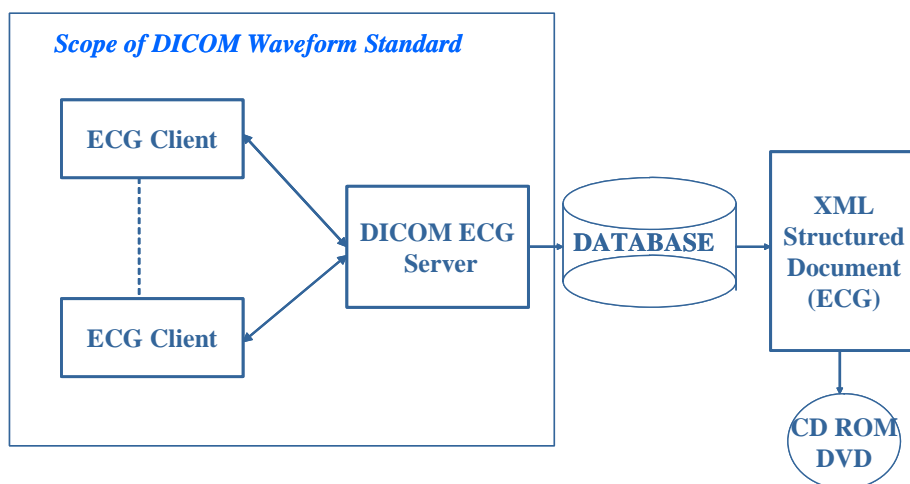 Scope of DICOM Waveform Standard
ECG Client
DICOM ECG
Server
ECG Client
DATABASE
XML
Structured
Document
(ECG)
CD ROM
DVD